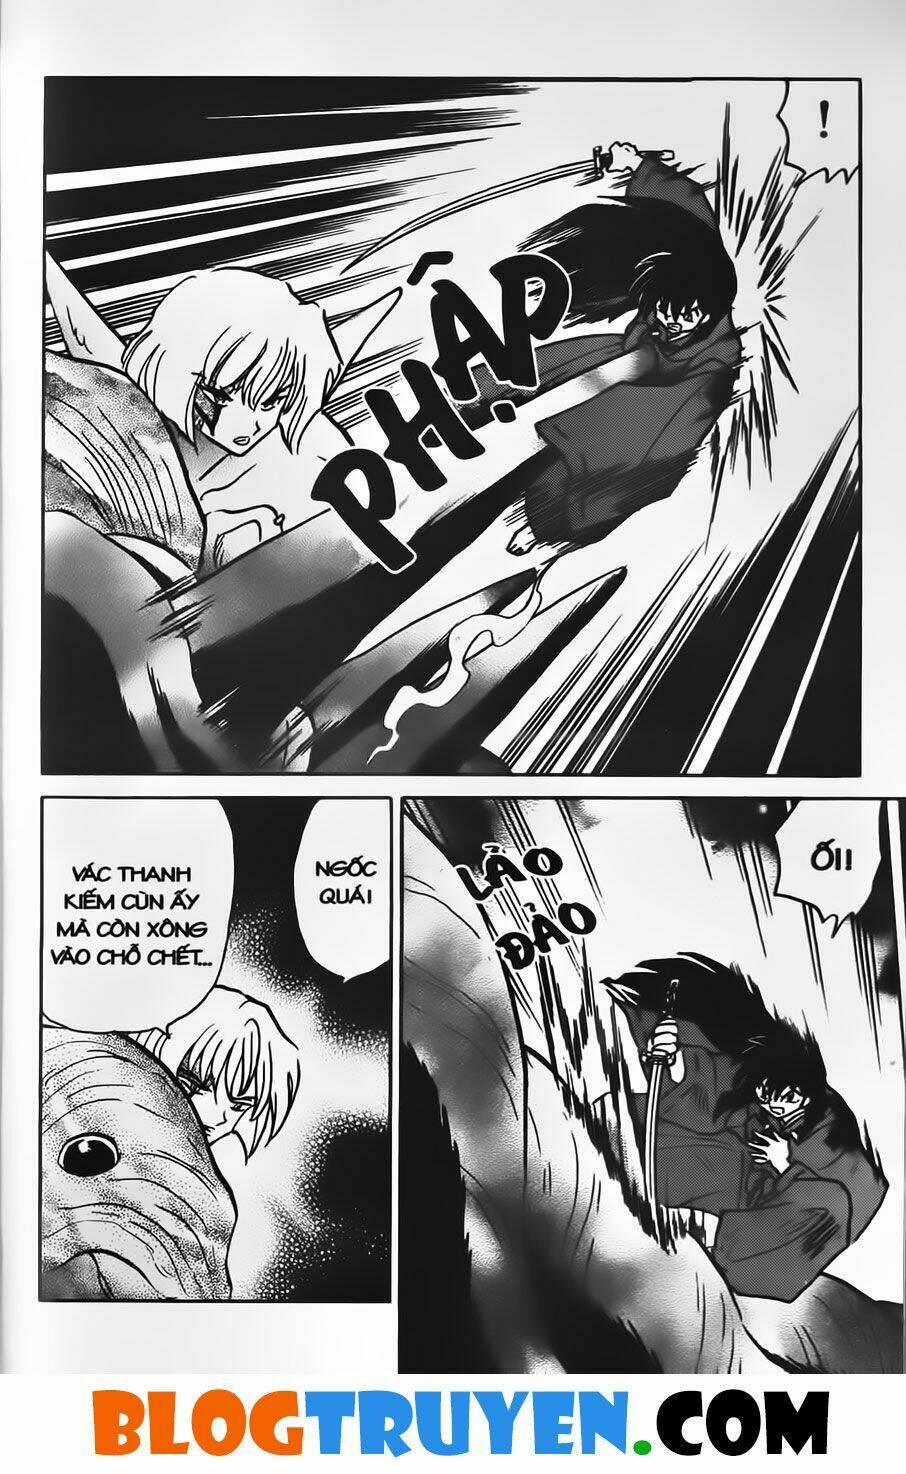 !
PHẬP
ỐI!
LẢO
ĐẢO
NGỐC
QUÁ!
VÁC THANH
KIẾM CÙN ẤY
MÀ CÒN XÔNG
VÀO CHỖ CHẾT...
BLOGTRUYEN.COM